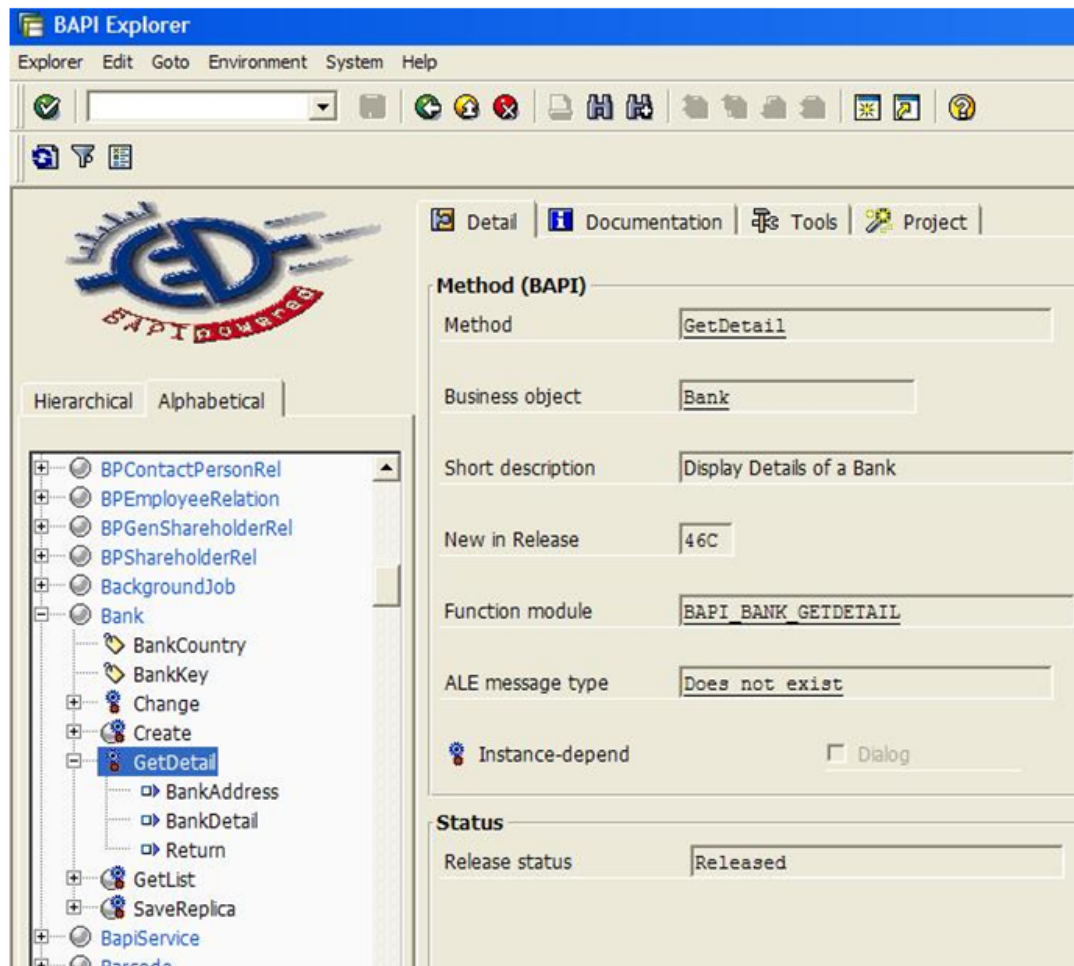 BAPI Explorer
Explorer Edit Goto Environment System Help
BAPI powered
Hierarchical Alphabetical
BPContactPersonRel
BPEmployeeRelation
BPGenShareholderRel
BPShareholderRel
BackgroundJob
Bank
BankCountry
BankKey
Change
Create
GetDetail
BankAddress
BankDetail
Return
GetList
SaveReplica
BapiService
Barcode
Detail Documentation Tools Project
Method (BAPI)
Method GetDetail
Business object Bank
Short description Display Details of a Bank
New in Release 46C
Function module BAPI_BANK_GETDETAIL
ALE message type Does not exist
Instance-depend Dialog
Status
Release status Released